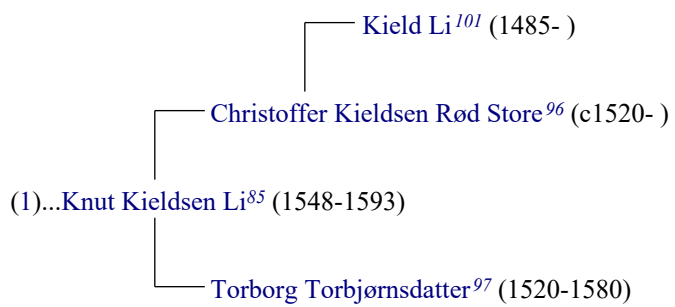 Kield Li101 (1485- )
Christoffer Kieldsen Rød Store96 (c1520- )
(1)...Knut Kieldsen Li85 (1548-1593)
Torborg Torbjørnsdatter97 (1520-1580)